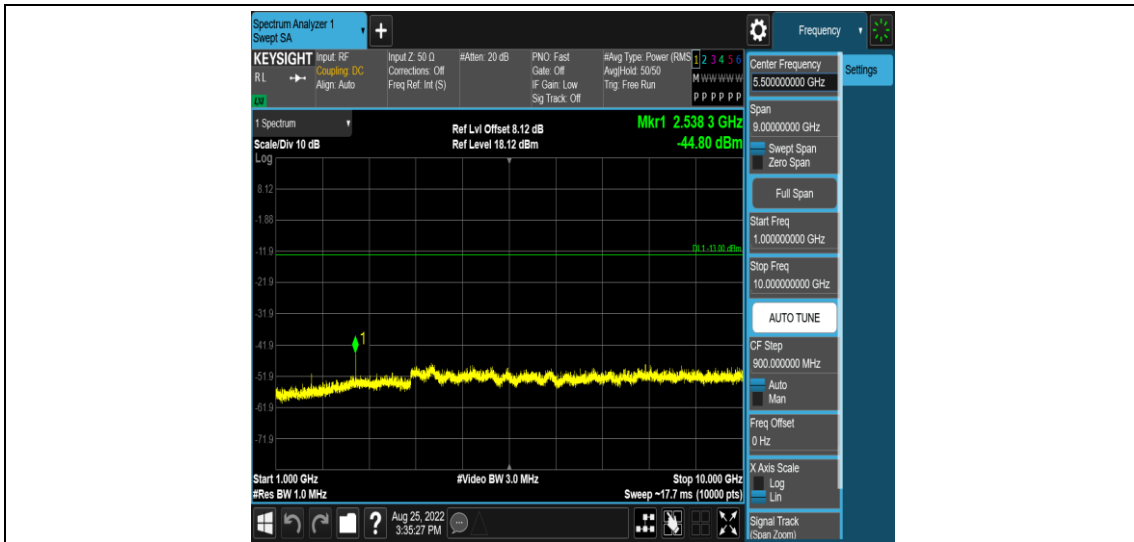 Spectrum Analyzer 1
Swept SA
+
Frequency
KEYSIGHT
RL
LXI
Input: RF
Coupling: DC
Align: Auto
Input Z: 50 Ω
Corrections: Off
Freq Ref: Int (S)
#Atten: 20 dB
PNO: Fast
Gate: Off
IF Gain: Low
Sig Track: Off
#Avg Type: Power (RMS
Avg|Hold: 50/50
Trig: Free Run
1 2 3 4 5 6
M W W W W W
P P P P P P
1 Spectrum
Scale/Div 10 dB
Log
Ref Lvl Offset 8.12 dB
Ref Level 18.12 dBm
Mkr1 2.538 3 GHz
-44.80 dBm
8.12
-1.88
-11.9
DL1 -13.00 dBm
-21.9
-31.9
-41.9
1
-51.9
-61.9
-71.9
Start 1.000 GHz
#Res BW 1.0 MHz
#Video BW 3.0 MHz
Stop 10.000 GHz
Sweep ~17.7 ms (10000 pts)
Center Frequency
5.500000000 GHz
Settings
Span
9.00000000 GHz
Swept Span
Zero Span
Full Span
Start Freq
1.000000000 GHz
Stop Freq
10.000000000 GHz
AUTO TUNE
CF Step
900.000000 MHz
Auto
Man
Freq Offset
0 Hz
X Axis Scale
Log
Lin
Signal Track
(Span Zoom)
?
Aug 25, 2022
3:35:27 PM